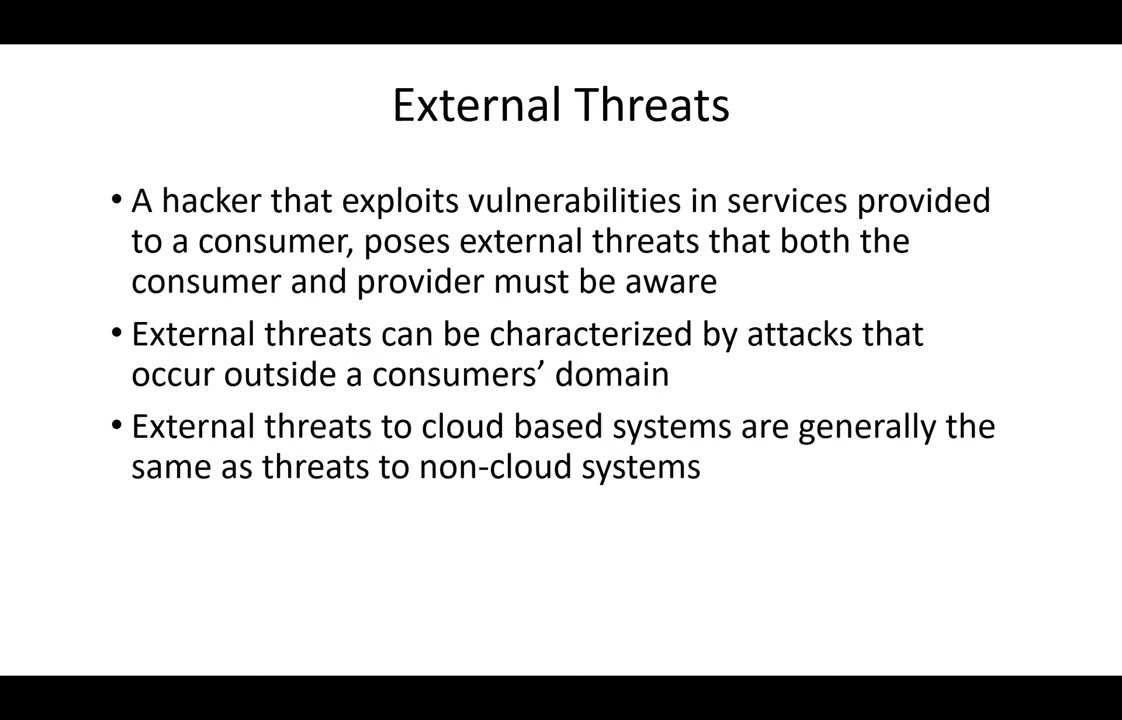 External Threats
• A hacker that exploits vulnerabilities in services provided
to a consumer, poses external threats that both the
consumer and provider must be aware
• External threats can be characterized by attacks that
occur outside a consumers’ domain
• External threats to cloud based systems are generally the
same as threats to non-cloud systems